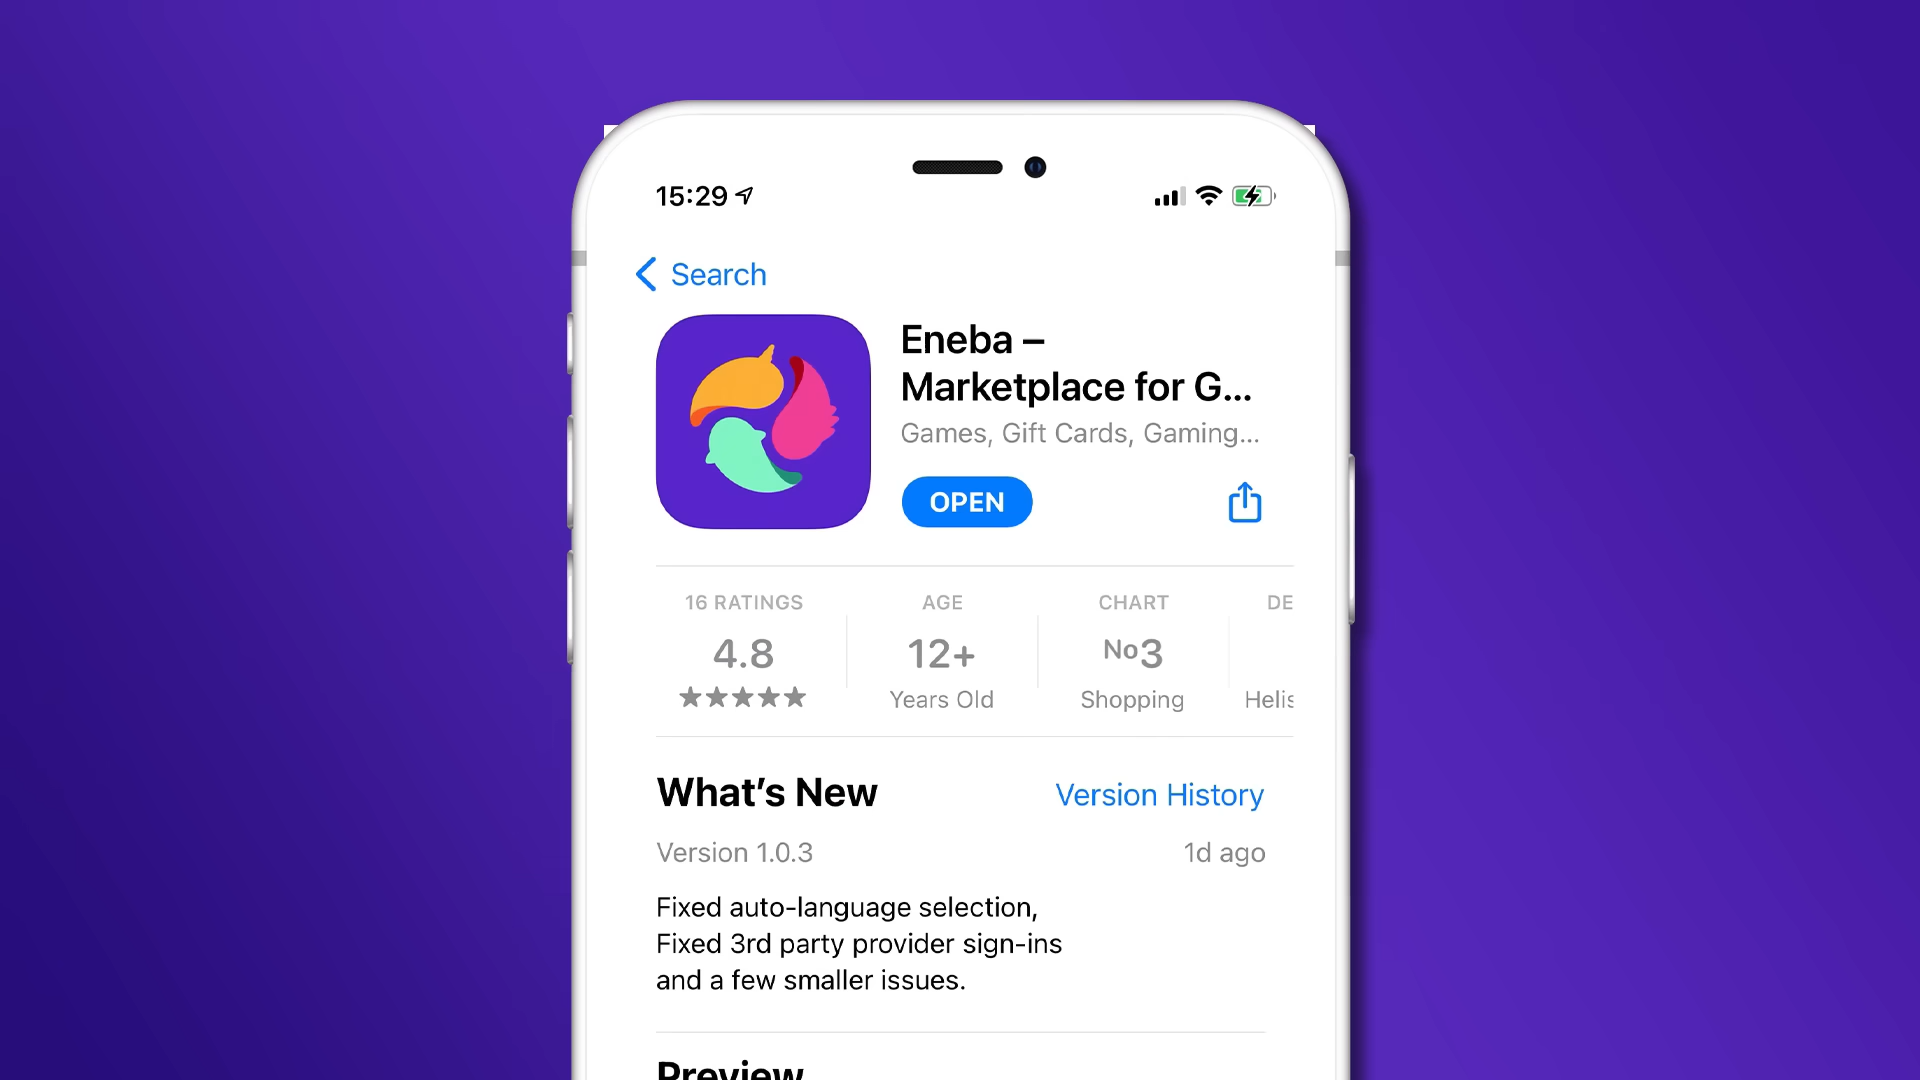 15:29
Search
Eneba –
Marketplace for G...
Games, Gift Cards, Gaming...
OPEN
16 RATINGS
AGE
CHART
DE
4.8
12+
No3
Years Old
Shopping
Helis
What's New
Version History
Version 1.0.3
1d ago
Fixed auto-language selection,
Fixed 3rd party provider sign-ins
and a few smaller issues.
Preview